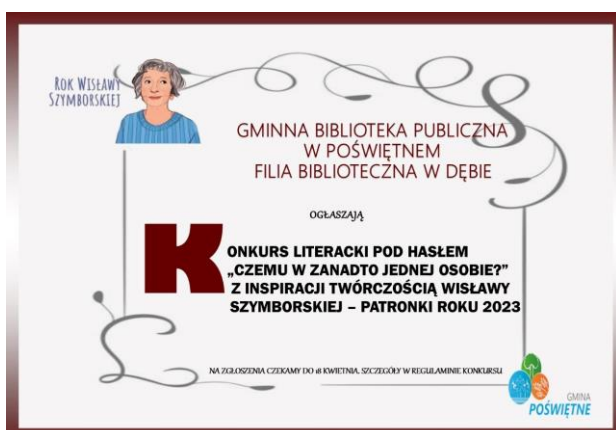 ROK WISŁAWY
SZYMBORSKIEJ
GMINNA BIBLIOTEKA PUBLICZNA
W POŚWIĘTNEM
FILIA BIBLIOTECZNA W DĘBIE
OGŁASZAJĄ
KONKURS LITERACKI POD HASŁEM
„CZEMU W ZANADTO JEDNEJ OSOBIE?”
Z INSPIRACJI TWÓRCZOŚCIĄ WISŁAWY
SZYMBORSKIEJ – PATRONKI ROKU 2023
NA ZGŁOSZENIA CZEKAMY DO 18 KWIETNIA. SZCZEGÓŁY W REGULAMINIE KONKURSU
GMINA
POŚWIĘTNE